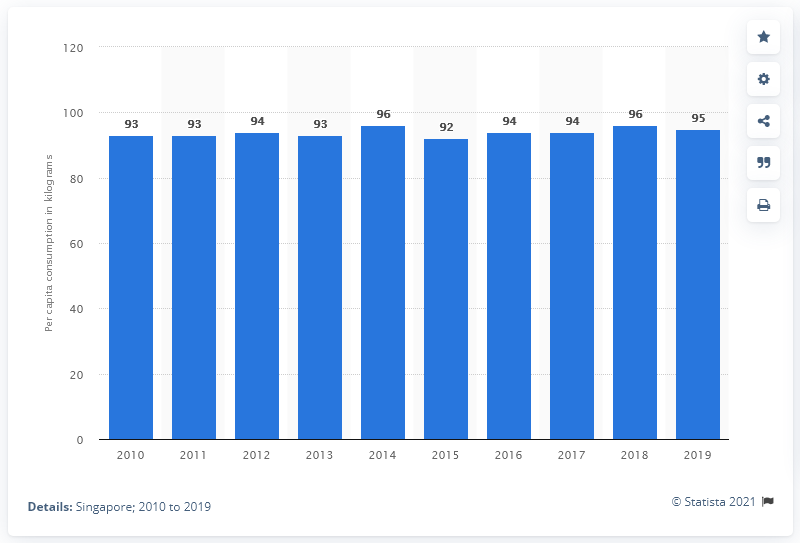 120
100
80
60
40
20
0
Per capita consumption in kilograms
93 93 94 93 96 92 94 94 96 95
2010 2011 2012 2013 2014 2015 2016 2017 2018 2019
Details: Singapore; 2010 to 2019
© Statista 2021